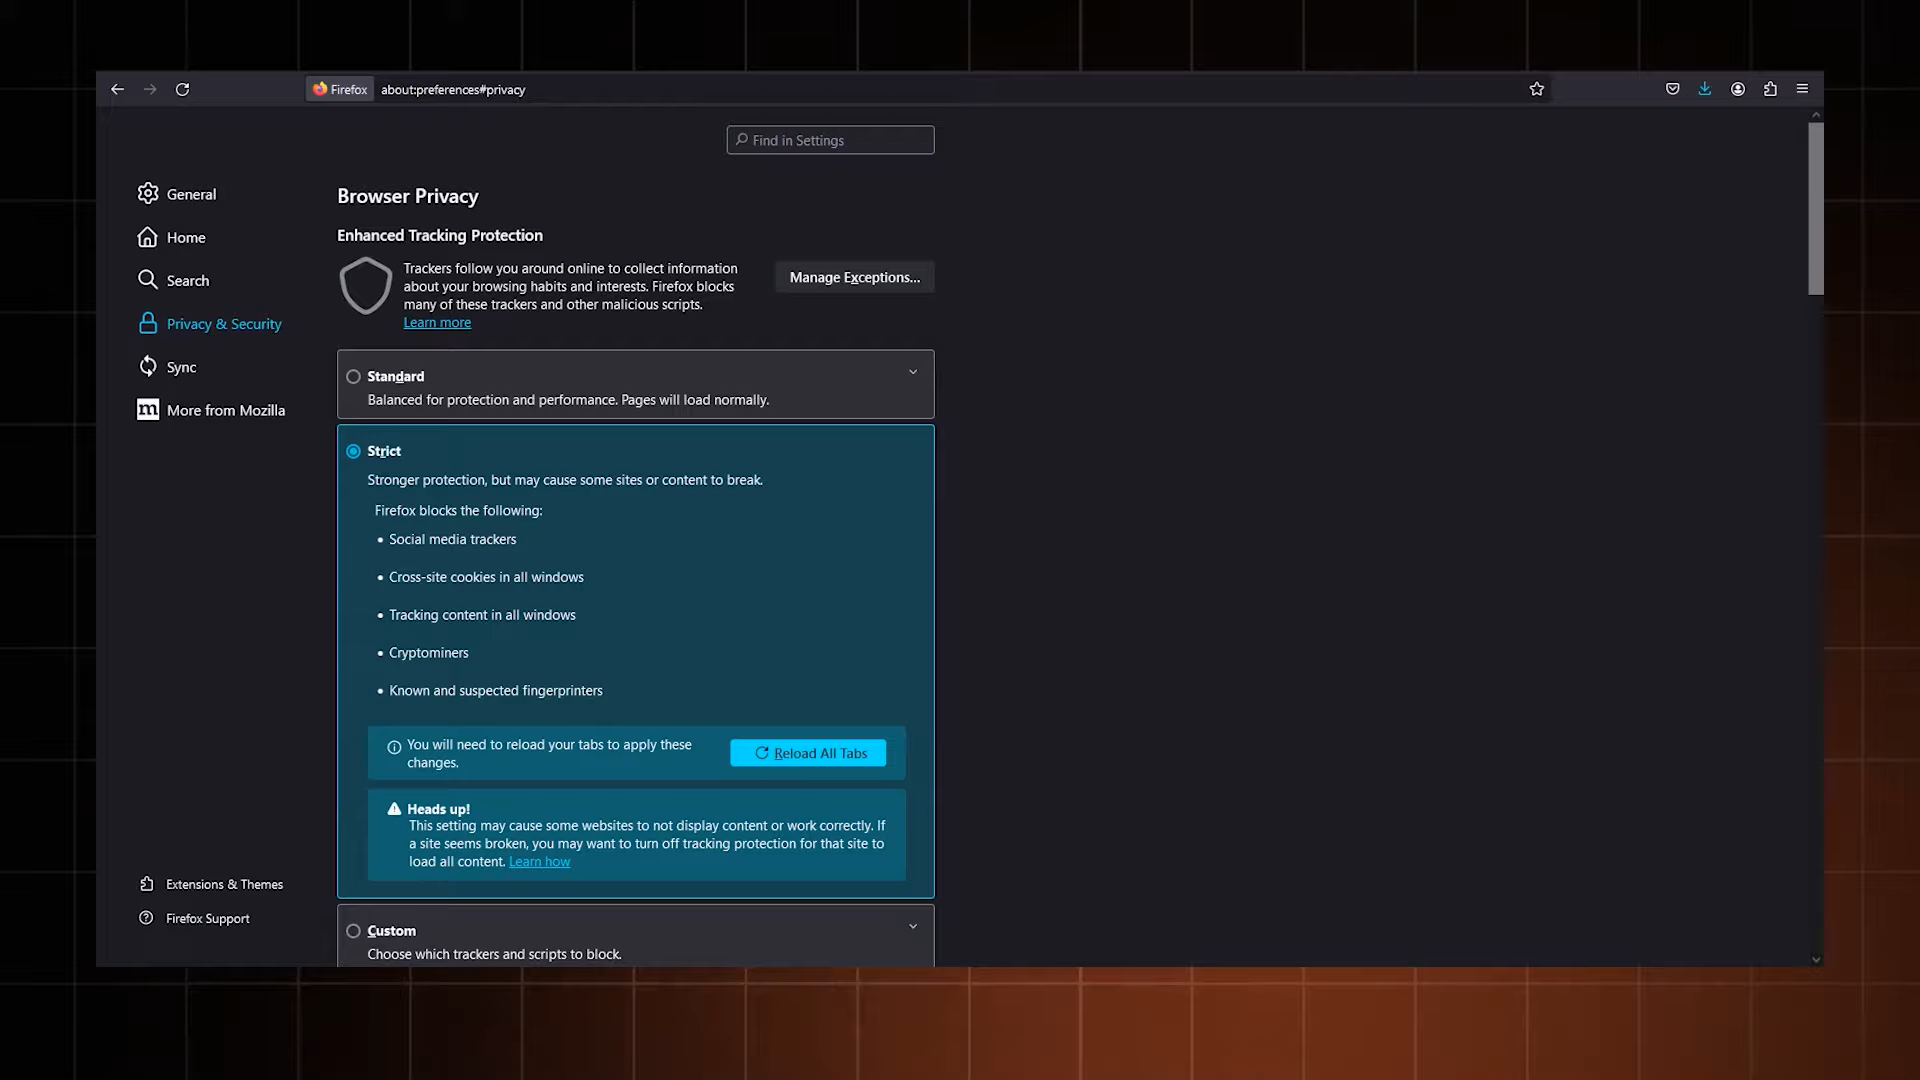 Firefox about:preferences#privacy
Find in Settings
General
Home
Search
Privacy & Security
Sync
More from Mozilla
Extensions & Themes
Firefox Support
Browser Privacy
Enhanced Tracking Protection
Trackers follow you around online to collect information
about your browsing habits and interests. Firefox blocks
many of these trackers and other malicious scripts.
Learn more
Manage Exceptions...
Standard
Balanced for protection and performance. Pages will load normally.
Strict
Stronger protection, but may cause some sites or content to break.
Firefox blocks the following:
• Social media trackers
• Cross-site cookies in all windows
• Tracking content in all windows
• Cryptominers
• Known and suspected fingerprinters
You will need to reload your tabs to apply these
changes.
Reload All Tabs
Heads up!
This setting may cause some websites to not display content or work correctly. If
a site seems broken, you may want to turn off tracking protection for that site to
load all content. Learn how
Custom
Choose which trackers and scripts to block.